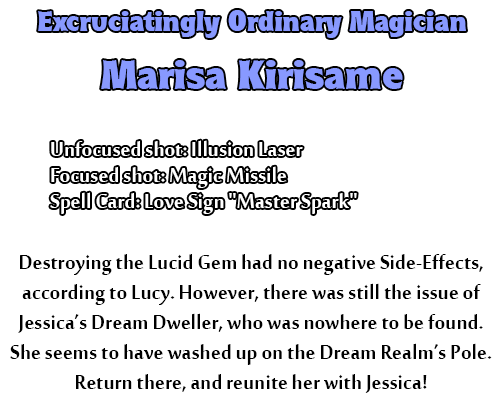 Excruciatingly Ordinary Magician
Marisa Kirisame
Unfocused shot: Illusion Laser
Focused shot: Magic Missile
Spell Card: Love Sign "Master Spark"
Destroying the Lucid Gem had no negative Side-Effects,
according to Lucy. However, there was still the issue of
Jessica's Dream Dweller, who was nowhere to be found.
She seems to have washed up on the Dream Realm's Pole.
Return there, and reunite her with Jessica!